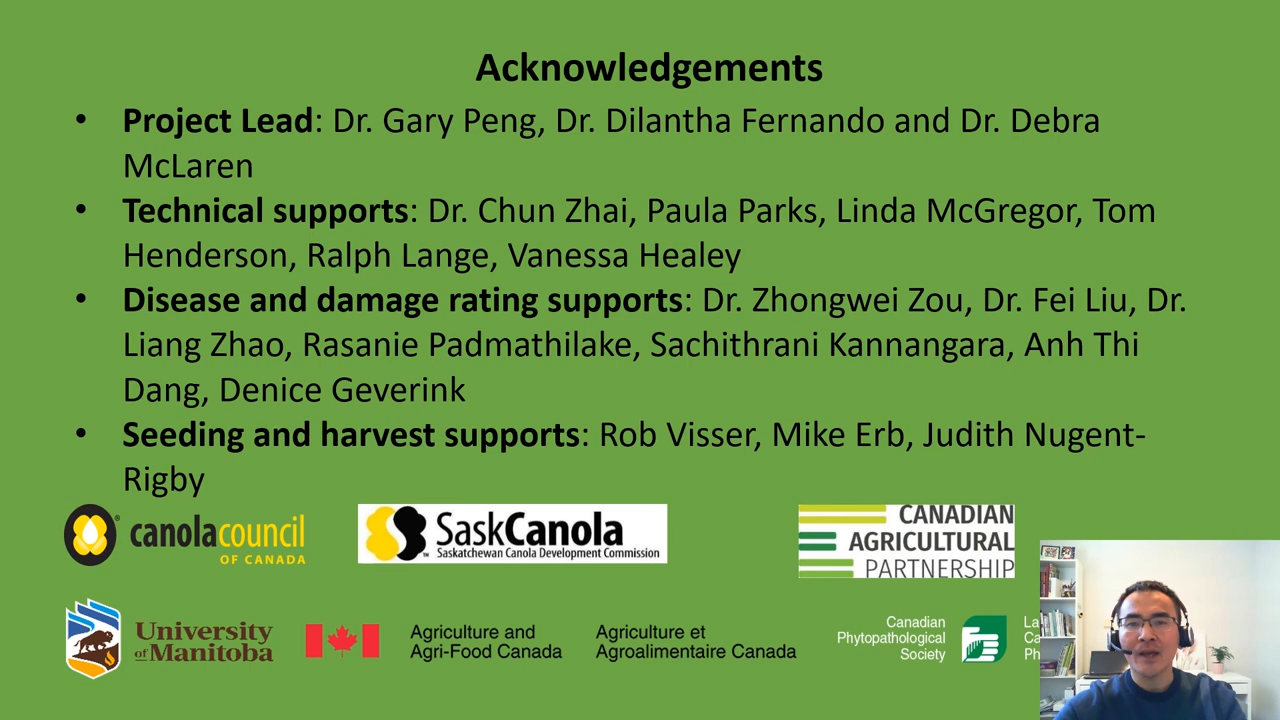 Acknowledgements
• Project Lead: Dr. Gary Peng, Dr. Dilantha Fernando and Dr. Debra
McLaren
• Technical supports: Dr. Chun Zhai, Paula Parks, Linda McGregor, Tom
Henderson, Ralph Lange, Vanessa Healey
• Disease and damage rating supports: Dr. Zhongwei Zou, Dr. Fei Liu, Dr.
Liang Zhao, Rasanie Padmathilake, Sachithrani Kannangara, Anh Thi
Dang, Denice Geverink
• Seeding and harvest supports: Rob Visser, Mike Erb, Judith Nugent-
Rigby
canolacouncil®
OF CANADA
SaskCanola™
Saskatchewan Canola Development Commission
CANADIAN
AGRICULTURAL
PARTNERSHIP
University
of Manitoba
Agriculture and
Agri-Food Canada
Agriculture et
Agroalimentaire Canada
Canadian
Phytopathological
Society
La
Ca
Ph